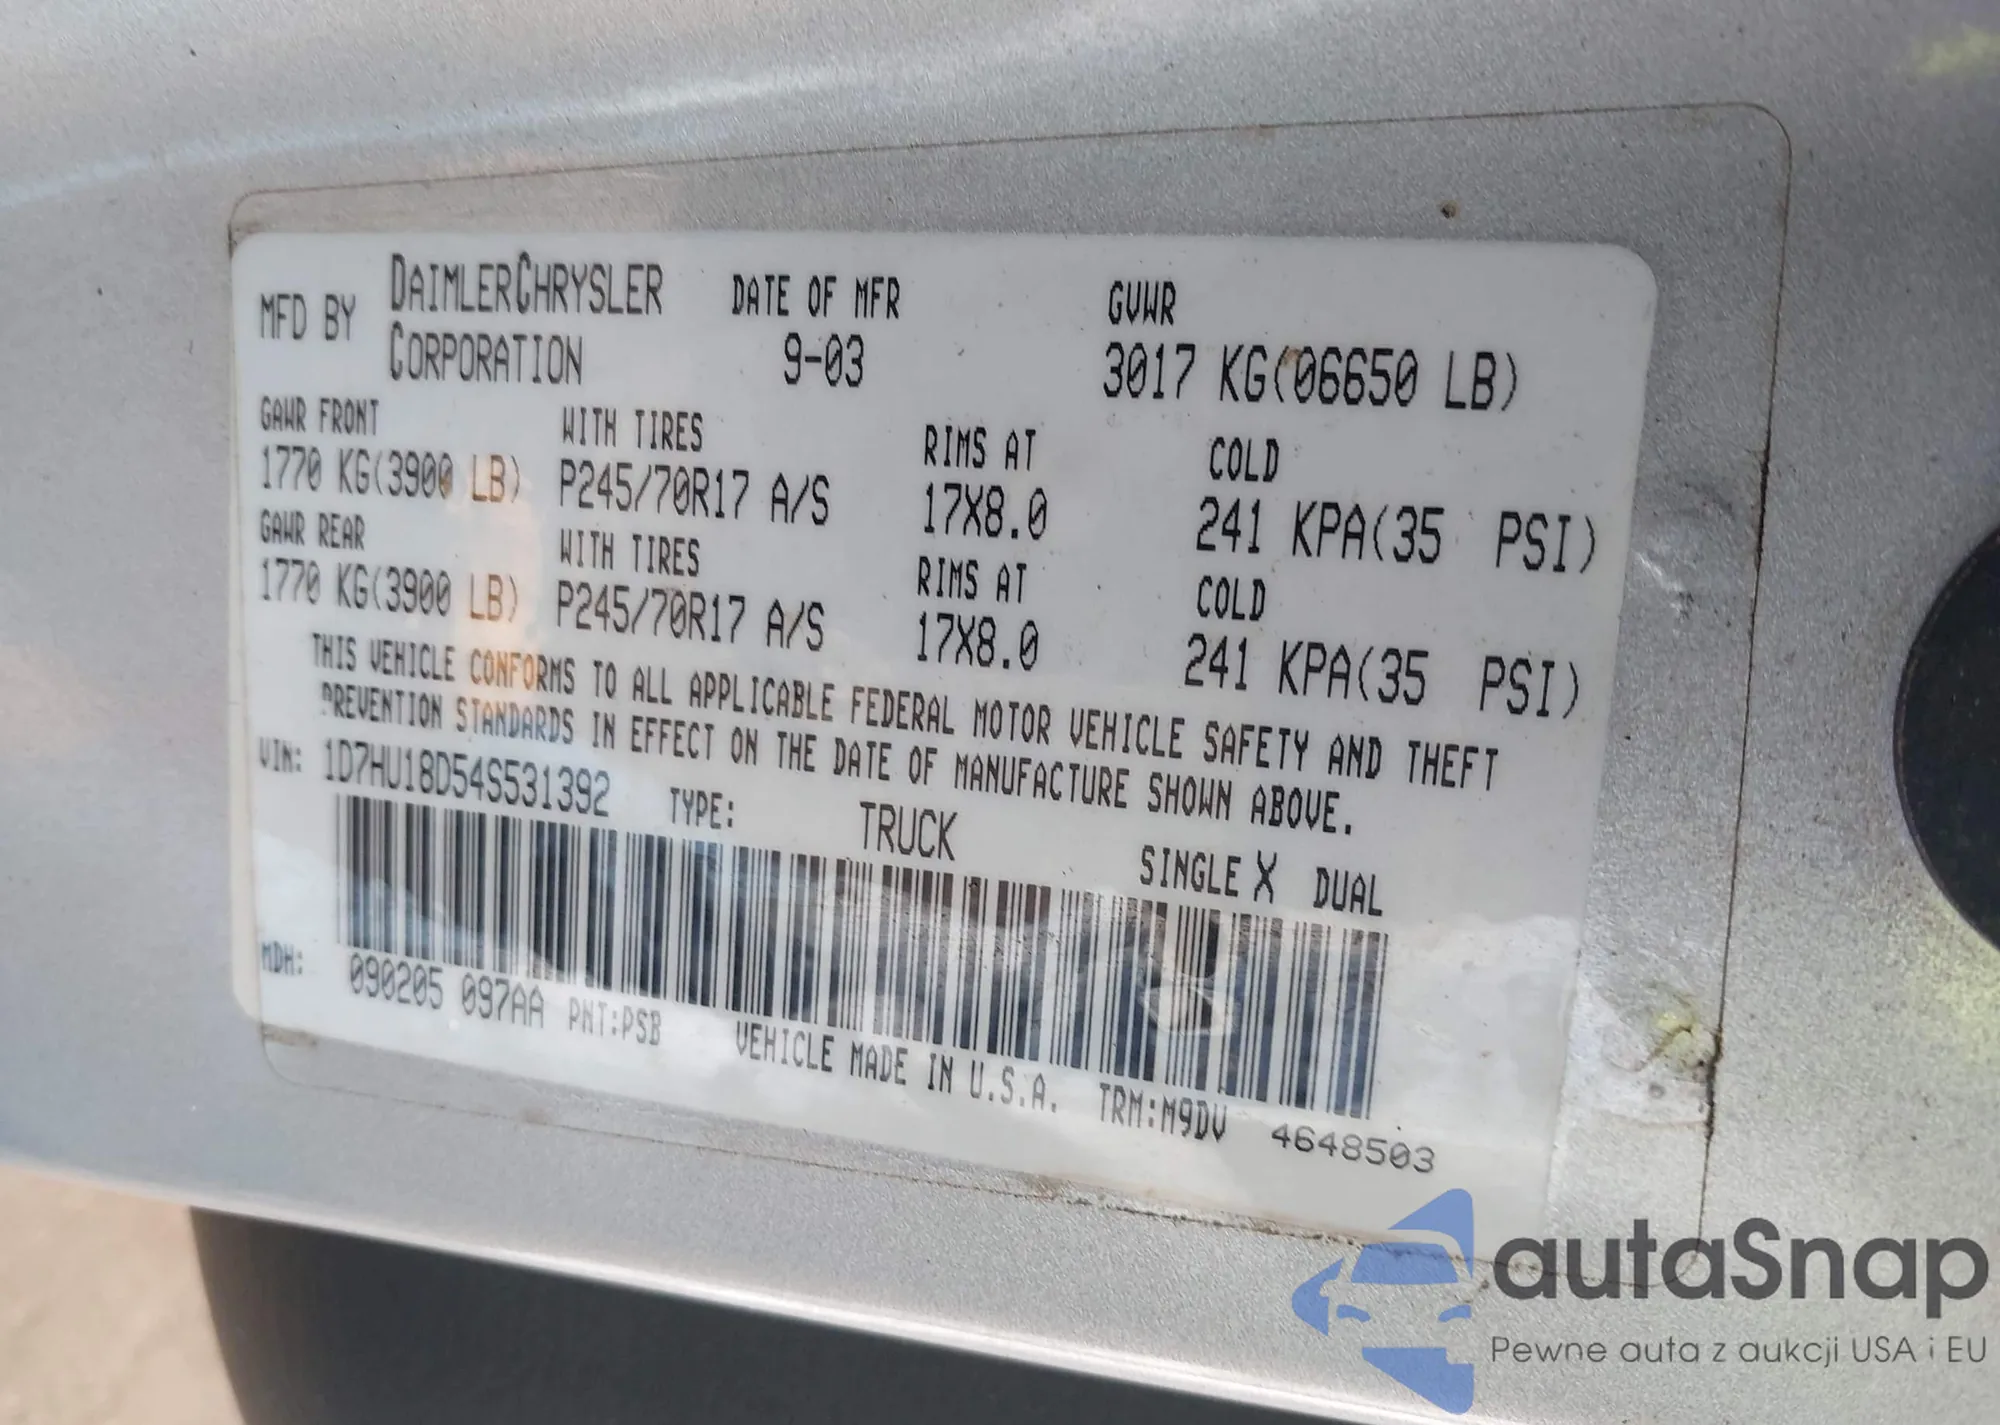 MFD BY DAIMLERCHRYSLER CORPORATION DATE OF MFR 9-03 GVWR 3017 KG(06650 LB)
GAWR FRONT WITH TIRES RIMS AT COLD
1770 KG(3900 LB) P245/70R17 A/S 17X8.0 241 KPA(35 PSI)
GAWR REAR WITH TIRES RIMS AT COLD
1770 KG(3900 LB) P245/70R17 A/S 17X8.0 241 KPA(35 PSI)
THIS VEHICLE CONFORMS TO ALL APPLICABLE FEDERAL MOTOR VEHICLE SAFETY AND THEFT
PREVENTION STANDARDS IN EFFECT ON THE DATE OF MANUFACTURE SHOWN ABOVE.
VIN: 1D7HU18D54S531392 TYPE: TRUCK SINGLE X DUAL
MDH: 090205 097AA PNT:PSB VEHICLE MADE IN U.S.A. TRM:M9DV 4648503
autaSnap
Pewne auta z aukcji USA i EU